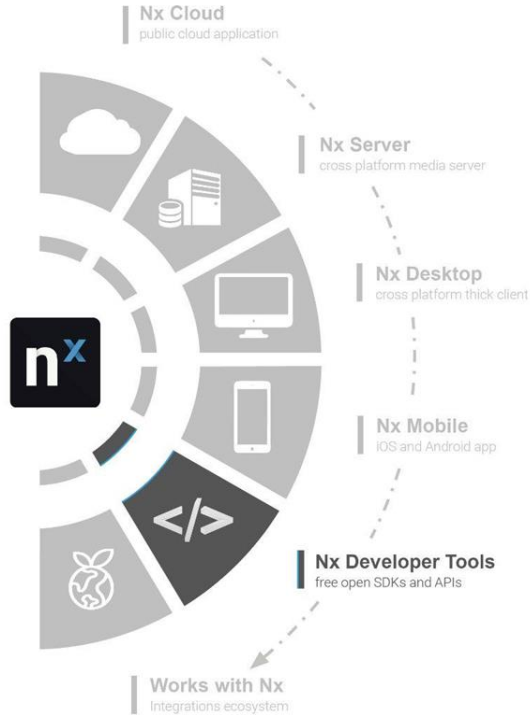 Nx Cloud
public cloud application
Nx Server
cross platform media server
Nx Desktop
cross platform thick client
nx
Nx Mobile
iOS and Android app
</>
Nx Developer Tools
free open SDKs and APIs
Works with Nx
Integrations ecosystem